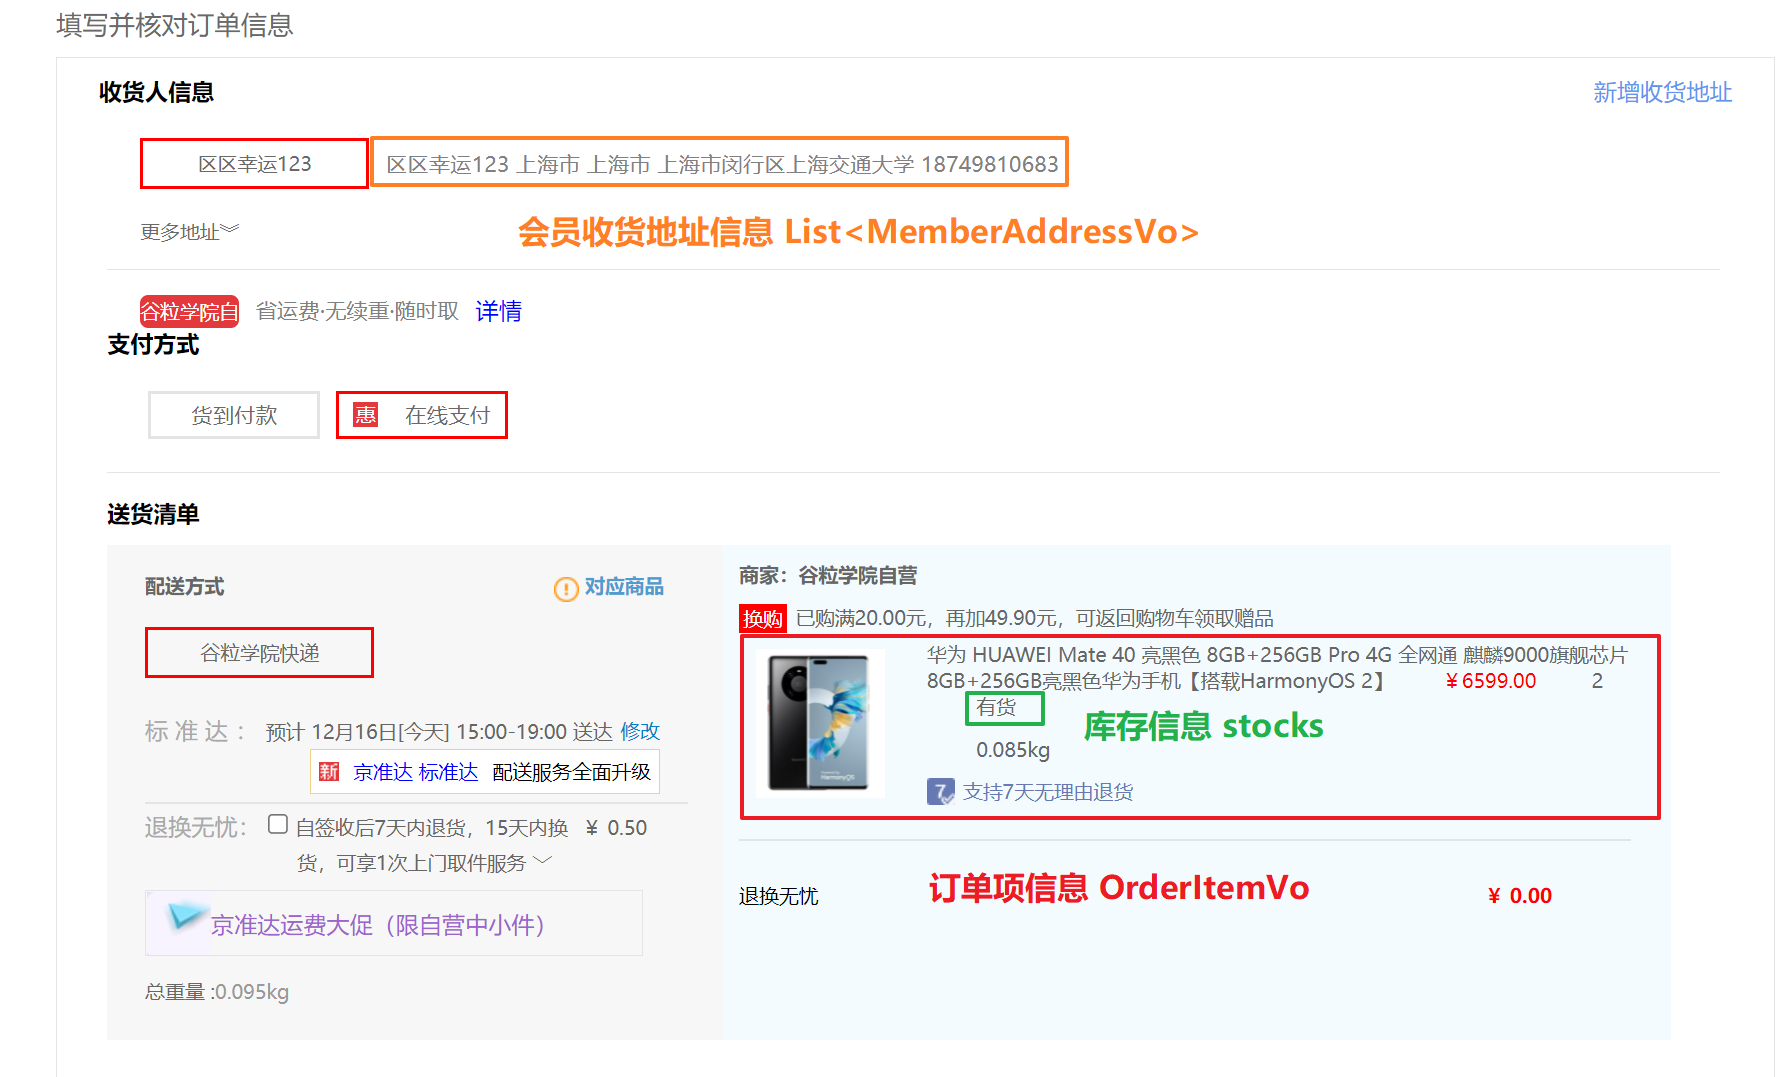 填写并核对订单信息
收货人信息
新增收货地址
区区幸运123
区区幸运123 上海市 上海市 上海市闵行区上海交通大学 18749810683
更多地址
会员收货地址信息 List<MemberAddressVo>
谷粒学院自
省运费·无续重·随时取
详情
支付方式
货到付款
惠 在线支付
送货清单
配送方式
对应商品
谷粒学院快递
标 准 达 ： 预计 12月16日[今天] 15:00-19:00 送达 修改
新 京准达 标准达 配送服务全面升级
退换无忧： 自签收后7天内退货，15天内换 ¥ 0.50
货，可享1次上门取件服务
京准达运费大促（限自营中小件）
总重量 :0.095kg
商家：谷粒学院自营
换购 已购满20.00元，再加49.90元，可返回购物车领取赠品
华为 HUAWEI Mate 40 亮黑色 8GB+256GB Pro 4G 全网通 麒麟9000旗舰芯片
8GB+256GB亮黑色华为手机【搭载HarmonyOS 2】 ¥6599.00 2
有货
库存信息 stocks
0.085kg
HarmonyOS
7 支持7天无理由退货
订单项信息 OrderItemVo
退换无忧
¥ 0.00